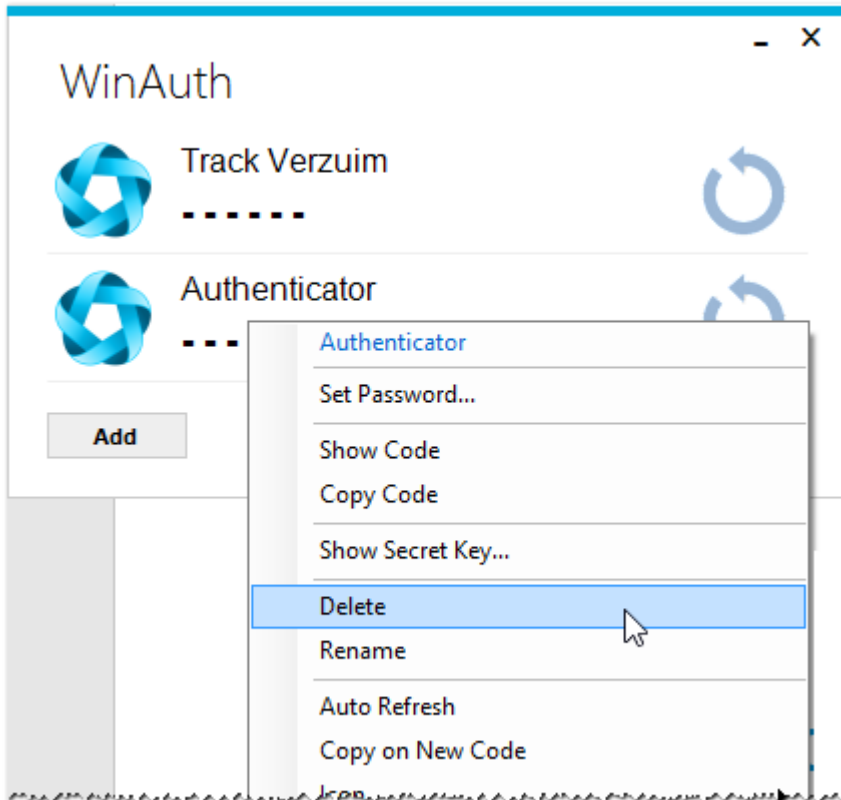 WinAuth
Track Verzuim
- - - - - -
Authenticator
- - -
Authenticator
Add
Set Password...
Show Code
Copy Code
Show Secret Key...
Delete
Rename
Auto Refresh
Copy on New Code
Icon